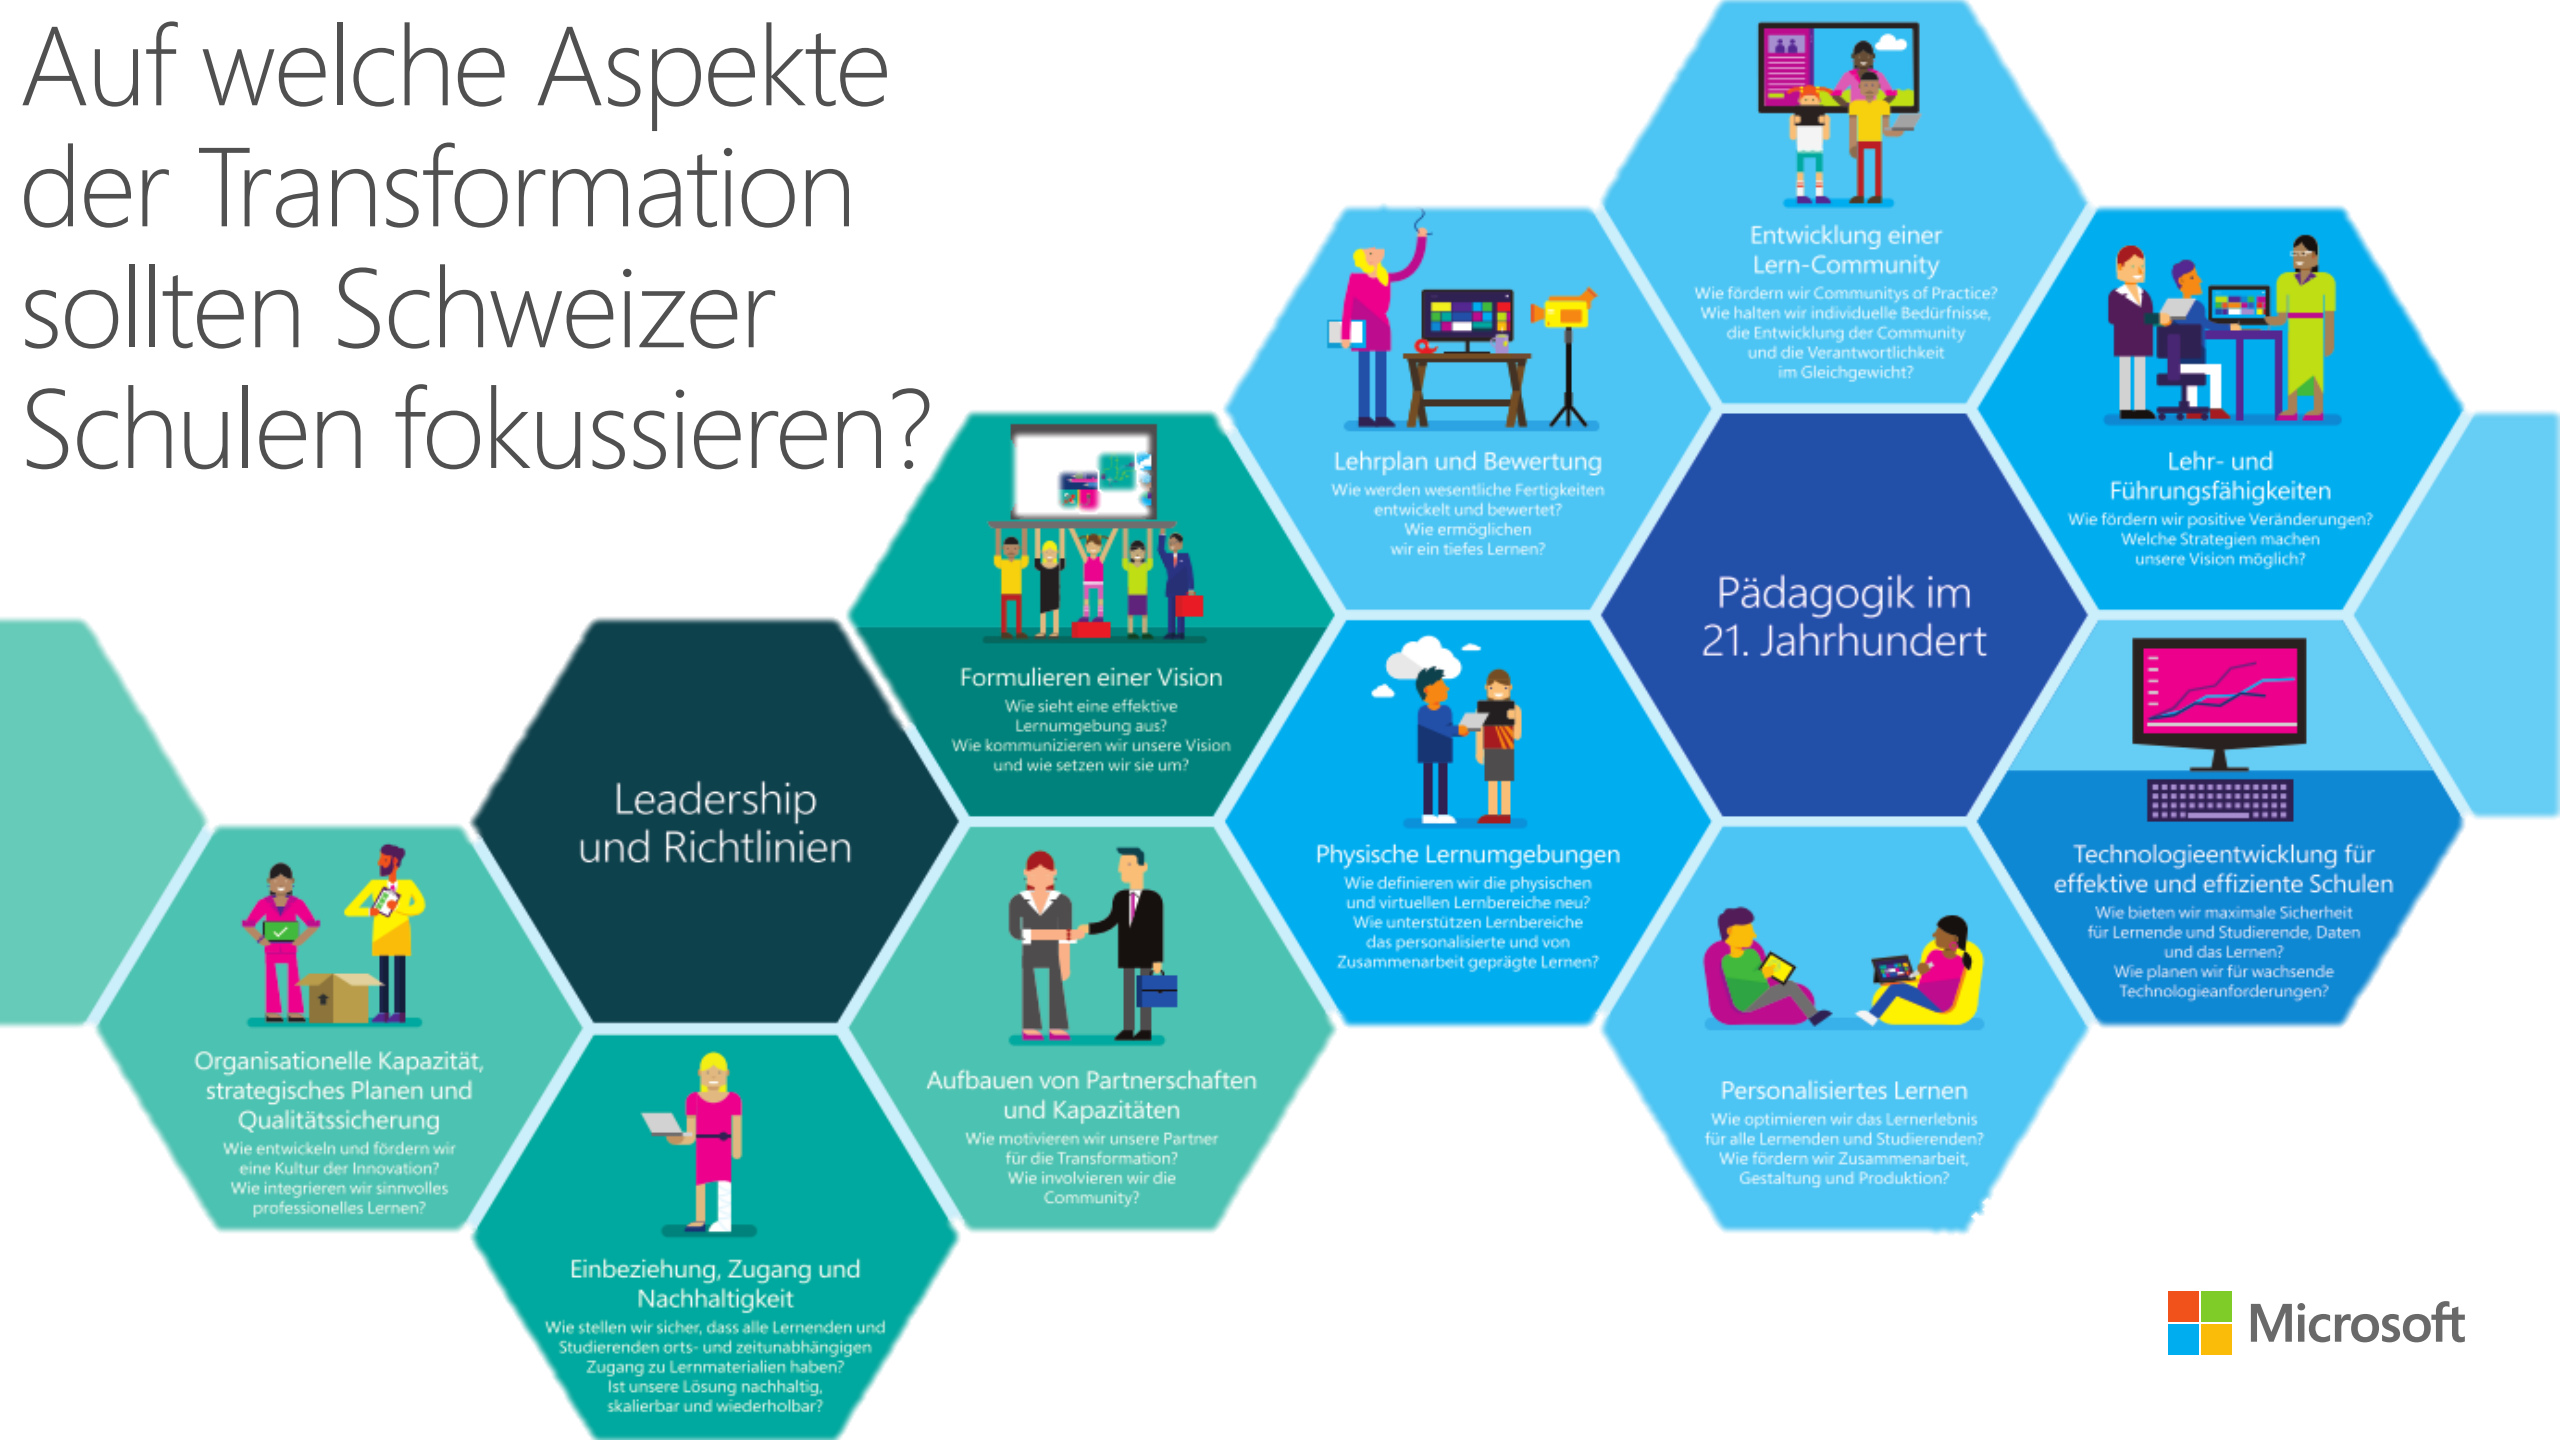 Auf welche Aspekte
der Transformation
sollten Schweizer
Schulen fokussieren?
Entwicklung einer
Lern-Community
Wie fördern wir Communitys of Practice?
Wie halten wir individuelle Bedürfnisse,
die Entwicklung der Community
und die Verantwortlichkeit
im Gleichgewicht?
Lehrplan und Bewertung
Wie werden wesentliche Fertigkeiten
entwickelt und bewertet?
Wie ermöglichen
wir ein tiefes Lernen?
Lehr- und
Führungsfähigkeiten
Wie fördern wir positive Veränderungen?
Welche Strategien machen
unsere Vision möglich?
Pädagogik im
21. Jahrhundert
Formulieren einer Vision
Wie sieht eine effektive
Lernumgebung aus?
Wie kommunizieren wir unsere Vision
und wie setzen wir sie um?
Leadership
und Richtlinien
Physische Lernumgebungen
Wie definieren wir die physischen
und virtuellen Lernbereiche neu?
Wie unterstützen Lernbereiche
das personalisierte und von
Zusammenarbeit geprägte Lernen?
Technologieentwicklung für
effektive und effiziente Schulen
Wie bieten wir maximale Sicherheit
für Lernende und Studierende, Daten
und das Lernen?
Wie planen wir für wachsende
Technologieanforderungen?
Organisationelle Kapazität,
strategisches Planen und
Qualitätssicherung
Wie entwickeln und fördern wir
eine Kultur der Innovation?
Wie integrieren wir sinnvolles
professionelles Lernen?
Aufbauen von Partnerschaften
und Kapazitäten
Wie motivieren wir unsere Partner
für die Transformation?
Wie involvieren wir die
Community?
Personalisiertes Lernen
Wie optimieren wir das Lernerlebnis
für alle Lernenden und Studierenden?
Wie fördern wir Zusammenarbeit,
Gestaltung und Produktion?
Einbeziehung, Zugang und
Nachhaltigkeit
Wie stellen wir sicher, dass alle Lernenden und
Studierenden orts- und zeitunabhängigen
Zugang zu Lernmaterialien haben?
Ist unsere Lösung nachhaltig,
skalierbar und wiederholbar?
Microsoft